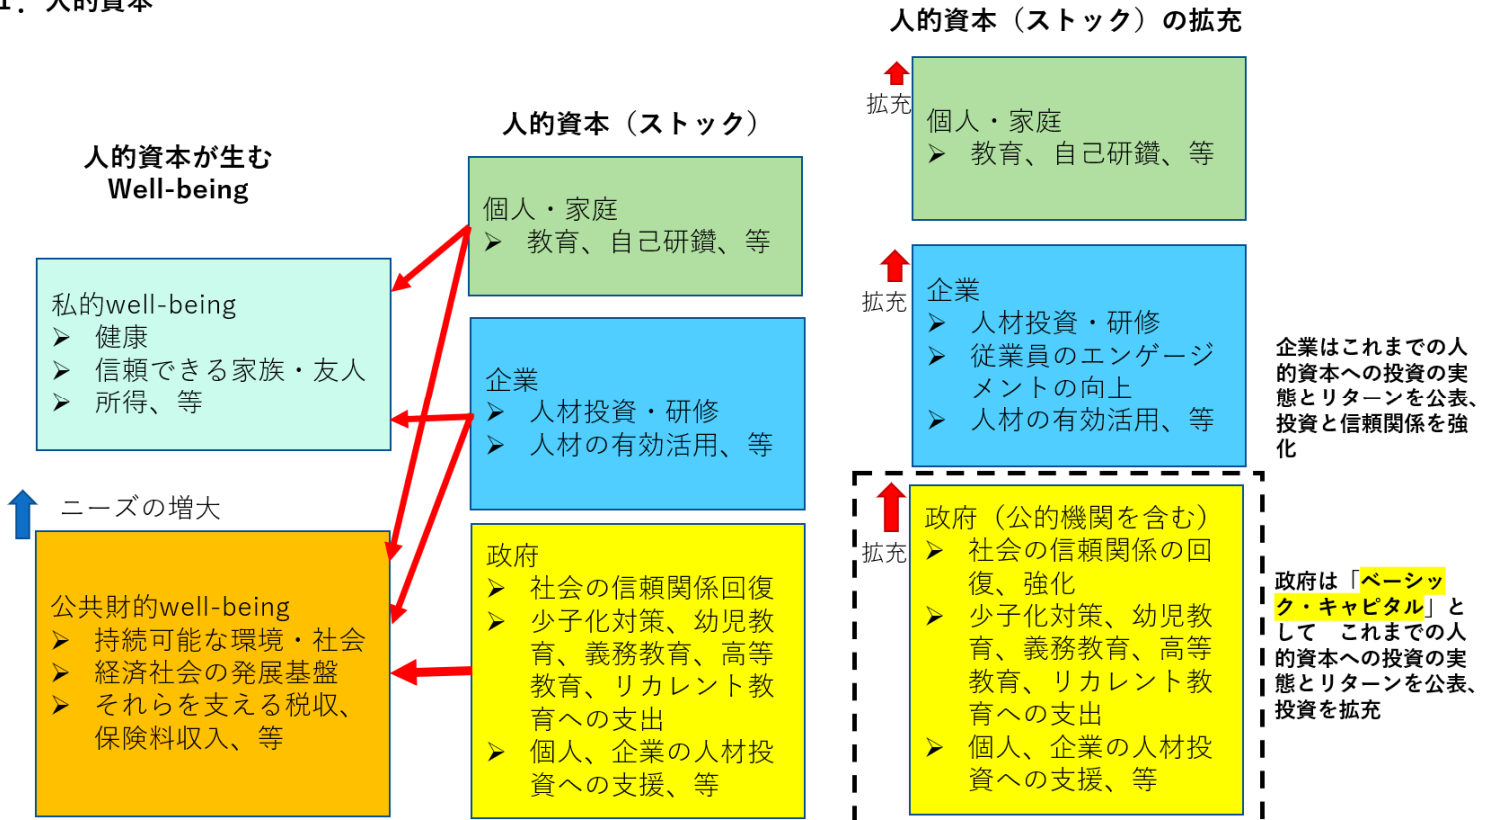 1．人的資本
人的資本が生む
Well-being
私的well-being
➢ 健康
➢ 信頼できる家族・友人
➢ 所得、等
ニーズの増大
公共財的well-being
➢ 持続可能な環境・社会
➢ 経済社会の発展基盤
➢ それらを支える税収、
保険料収入、等
人的資本（ストック）
個人・家庭
➢ 教育、自己研鑽、等
企業
➢ 人材投資・研修
➢ 人材の有効活用、等
政府
➢ 社会の信頼関係回復
➢ 少子化対策、幼児教
育、義務教育、高等
教育、リカレント教
育への支出
➢ 個人、企業の人材投
資への支援、等
人的資本（ストック）の拡充
拡充
個人・家庭
➢ 教育、自己研鑽、等
拡充
企業
➢ 人材投資・研修
➢ 従業員のエンゲージ
メントの向上
➢ 人材の有効活用、等
拡充
政府（公的機関を含む）
➢ 社会の信頼関係の回
復、強化
➢ 少子化対策、幼児教
育、義務教育、高等
教育、リカレント教
育への支出
➢ 個人、企業の人材投
資への支援、等
企業はこれまでの人
的資本への投資の実
態とリターンを公表、
投資と信頼関係を強
化
政府は「ベーシッ
ク・キャピタル」と
して　これまでの人
的資本への投資の実
態とリターンを公表、
投資を拡充